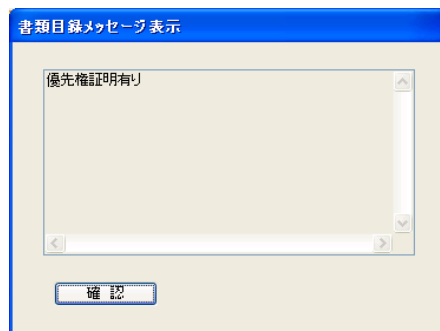 書類目録メッセージ表示
優先権証明有り
確認